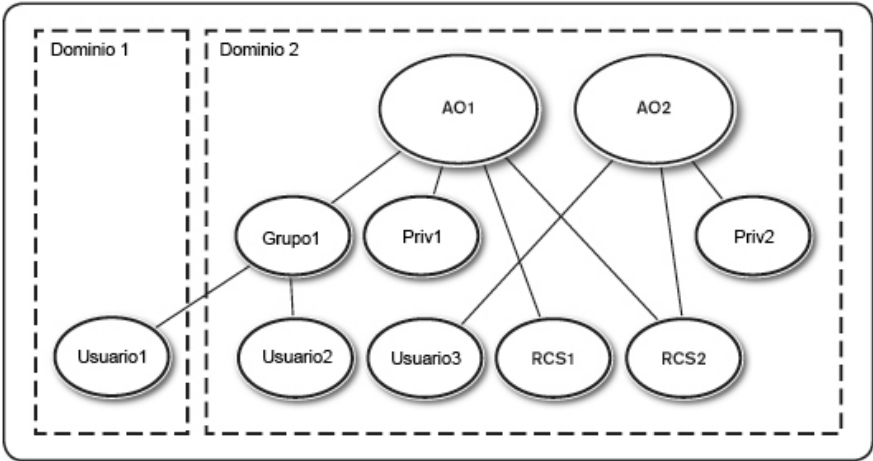 Dominio 1
Dominio 2
AO1
AO2
Grupo1
Priv1
Priv2
Usuario1
Usuario2
Usuario3
RCS1
RCS2